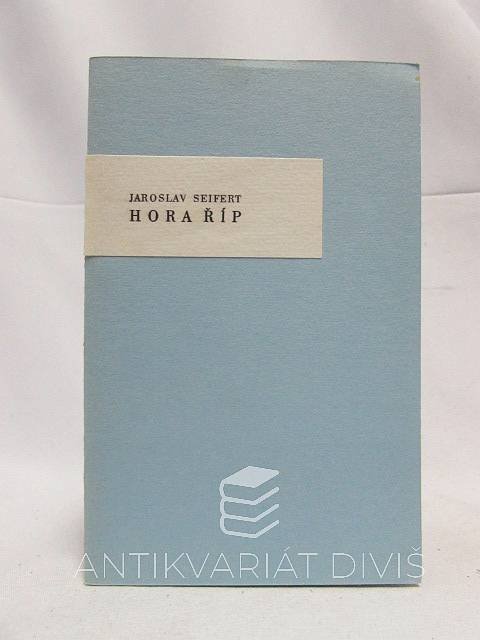 JAROSLAV SEIFERT
HORA ŘÍP
ANTIKVARIÁT DIVIŠ